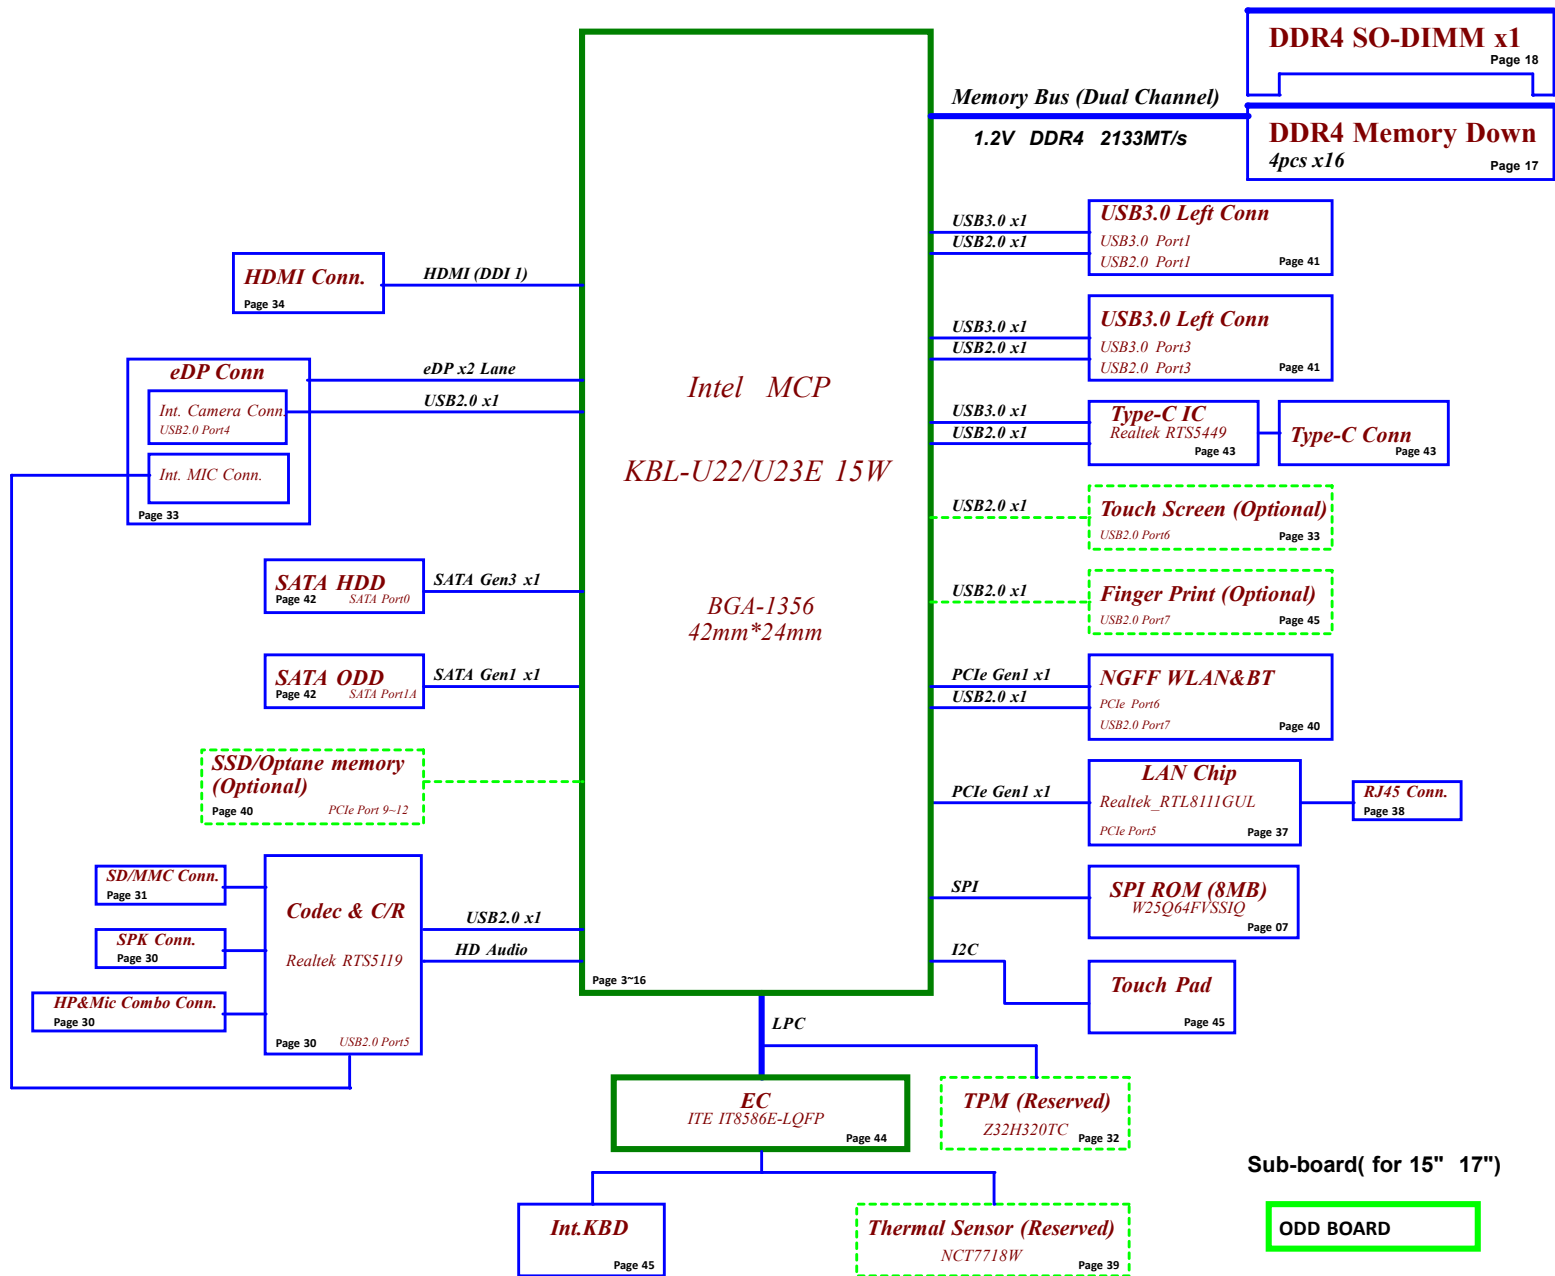 DDR4 SO-DIMM x1
Page 18
Memory Bus (Dual Channel)
1.2V DDR4 2133MT/s
DDR4 Memory Down
4pcs x16
Page 17
USB3.0 x1
USB2.0 x1
USB3.0 Left Conn
USB3.0 Port1
USB2.0 Port1
Page 41
HDMI Conn.
Page 34
HDMI (DDI 1)
USB3.0 x1
USB2.0 x1
USB3.0 Left Conn
USB3.0 Port3
USB2.0 Port3
Page 41
eDP Conn
Int. Camera Conn.
USB2.0 Port4
Int. MIC Conn.
Page 33
eDP x2 Lane
USB2.0 x1
Intel MCP
KBL-U22/U23E 15W
BGA-1356
42mm*24mm
Page 3~16
USB3.0 x1
USB2.0 x1
Type-C IC
Realtek RTS5449
Page 43
Type-C Conn
Page 43
USB2.0 x1
Touch Screen (Optional)
USB2.0 Port6
Page 33
USB2.0 x1
Finger Print (Optional)
USB2.0 Port7
Page 45
SATA HDD
Page 42
SATA Port0
SATA Gen3 x1
SATA ODD
Page 42
SATA Port1A
SATA Gen1 x1
PCIe Gen1 x1
USB2.0 x1
NGFF WLAN&BT
PCIe Port6
USB2.0 Port7
Page 40
SSD/Optane memory
(Optional)
Page 40
PCIe Port 9~12
PCIe Gen1 x1
LAN Chip
Realtek_RTL8111GUL
PCIe Port5
Page 37
RJ45 Conn.
Page 38
SD/MMC Conn.
Page 31
SPK Conn.
Page 30
HP&Mic Combo Conn.
Page 30
Codec & C/R
Realtek RTS5119
Page 30
USB2.0 Port5
USB2.0 x1
HD Audio
SPI
SPI ROM (8MB)
W25Q64FVSSIQ
Page 07
I2C
Touch Pad
Page 45
LPC
EC
ITE IT8586E-LQFP
Page 44
TPM (Reserved)
Z32H320TC
Page 32
Int.KBD
Page 45
Thermal Sensor (Reserved)
NCT7718W
Page 39
Sub-board( for 15" 17")
ODD BOARD